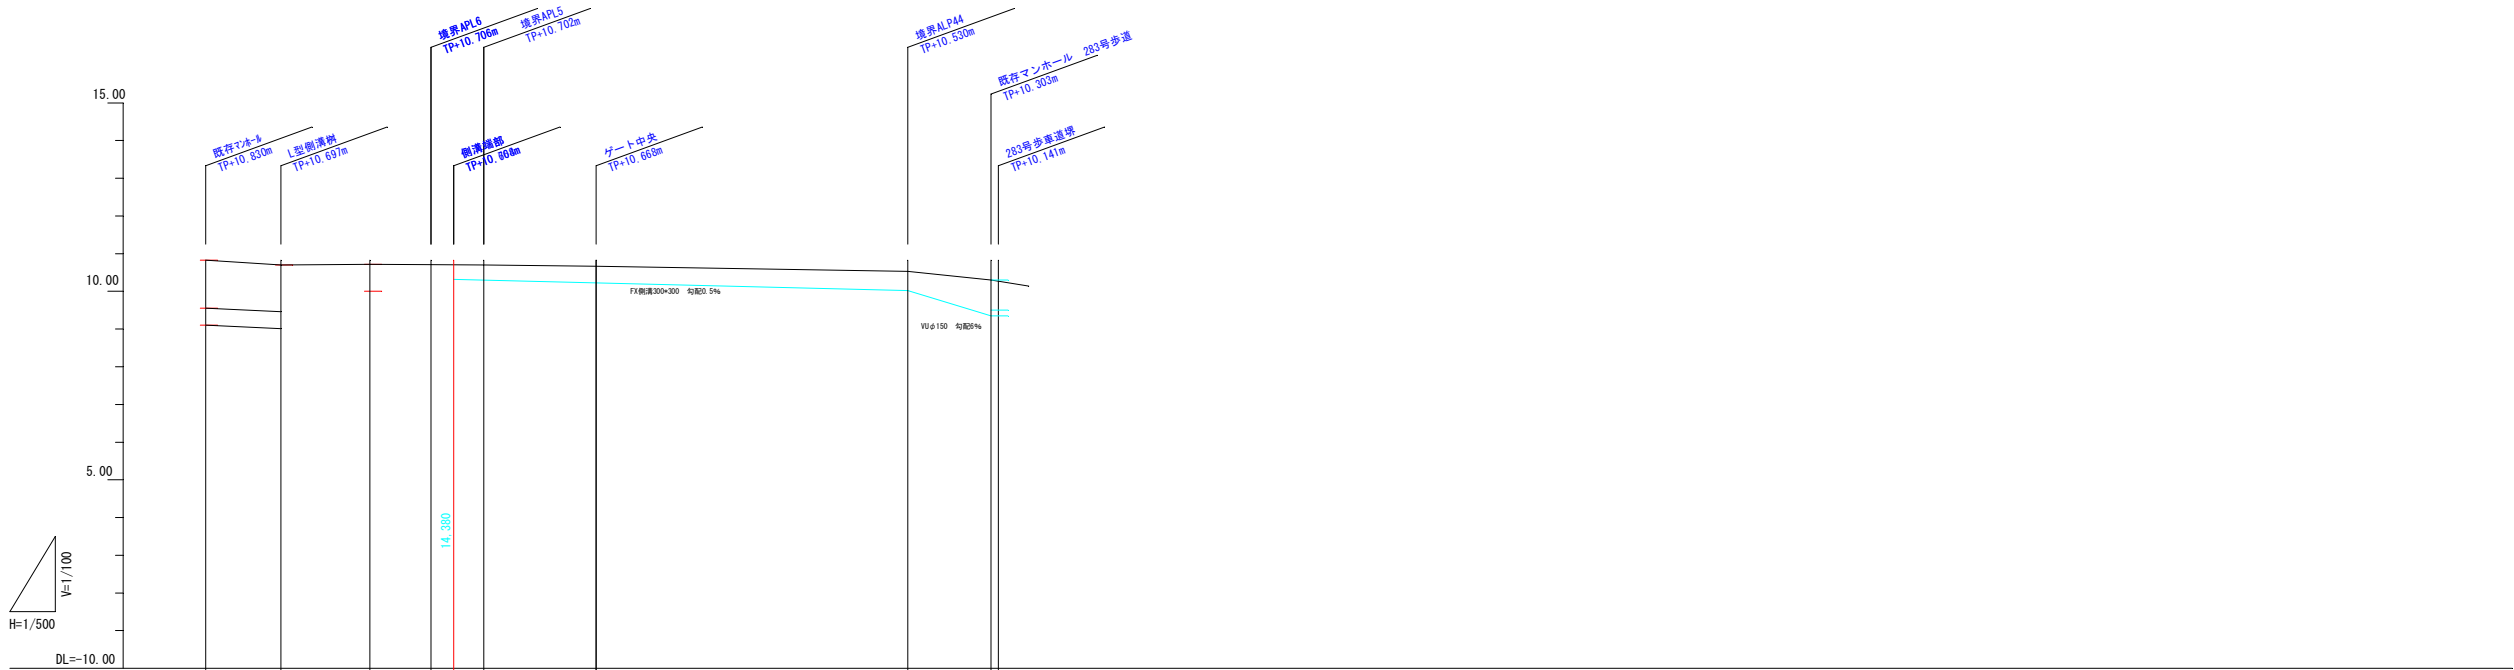 境界APL6
TP+10.706m
境界APL5
TP+10.702m
境界ALP44
TP+10.530m
既存マンホール 283号歩道
TP+10.303m
15.00
既存マンホール
TP+10.830m
L型側溝桝
TP+10.697m
側溝端部
ゲート中央
TP+10.668m
283号歩車道堺
TP+10.141m
10.00
FX側溝300*300 勾配0.5%
VUφ150 勾配6%
5.00
14,380
V=1/100
H=1/500
DL=-10.00